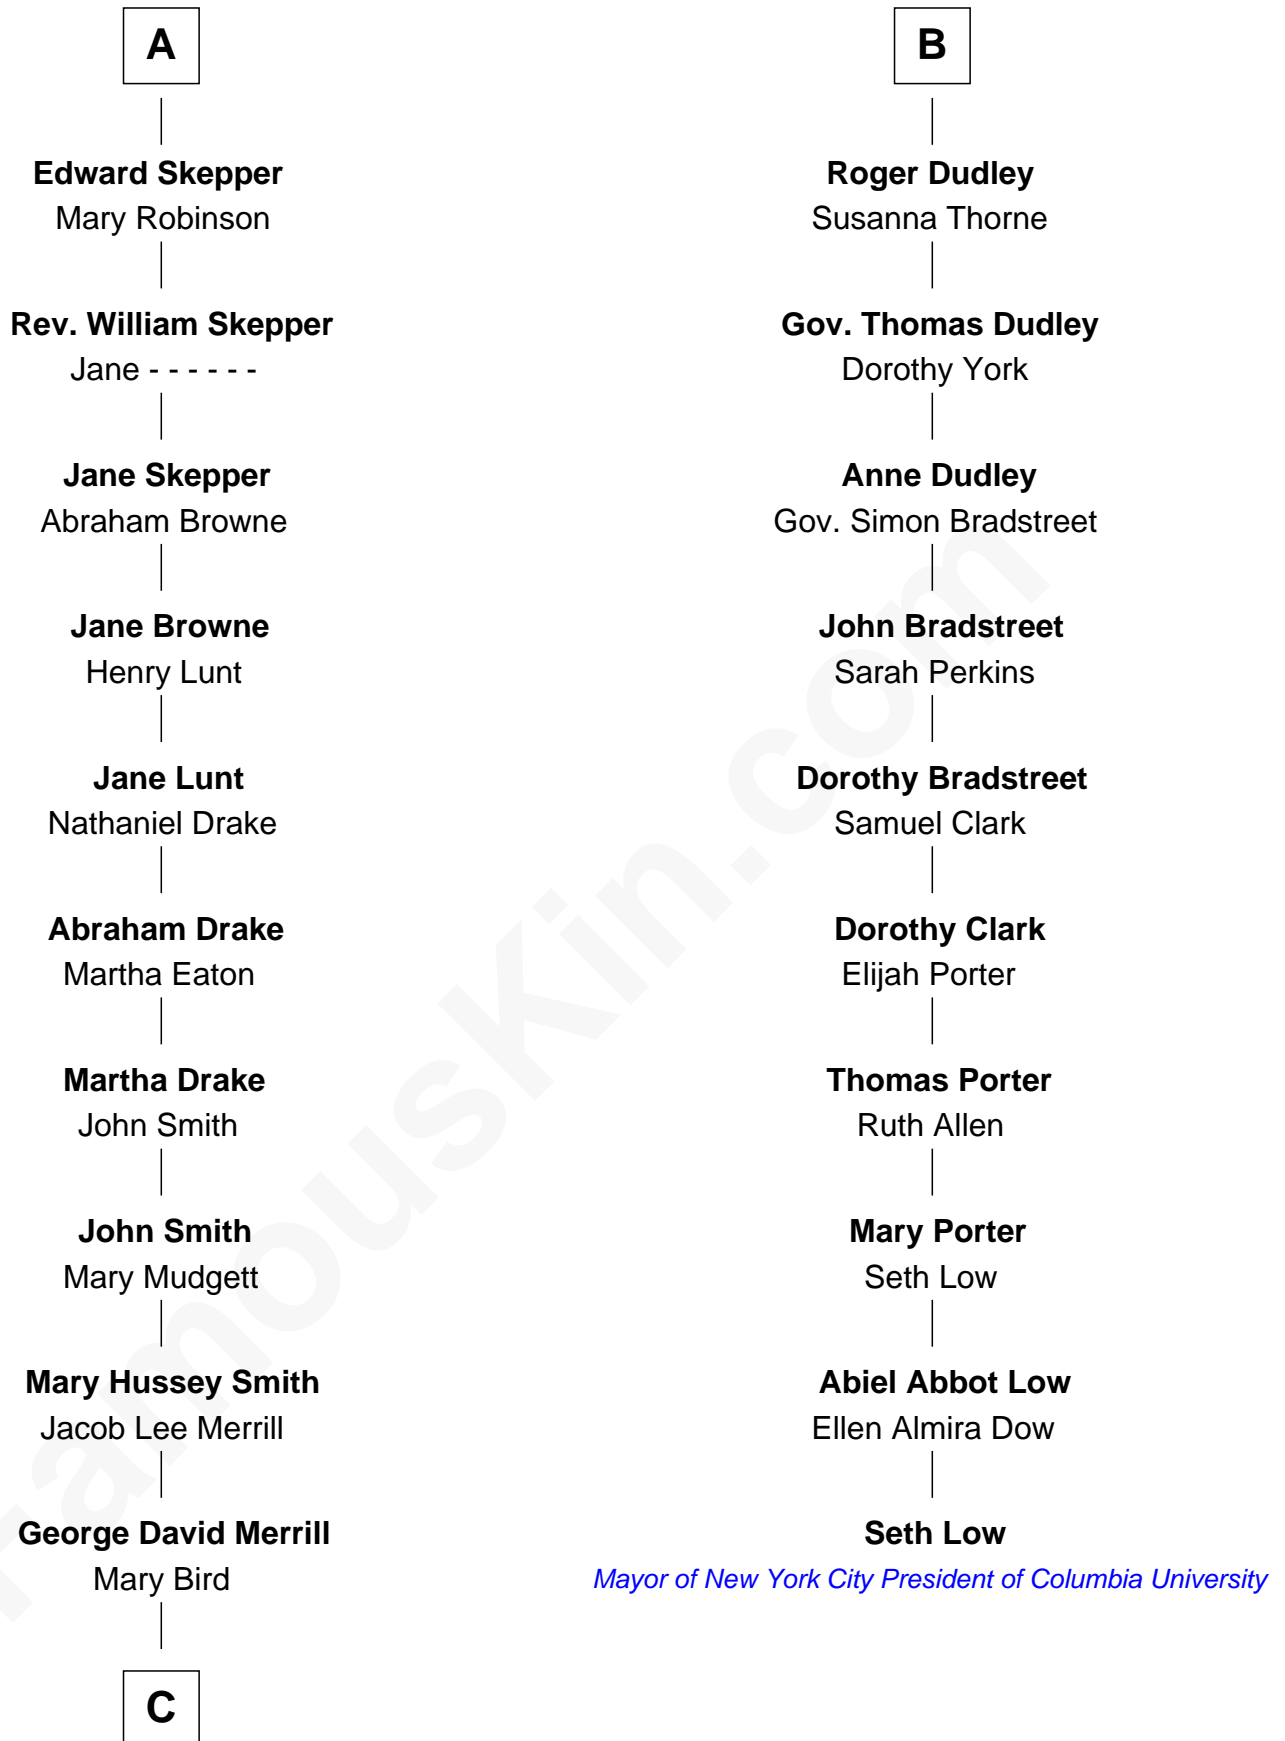 A
Edward Skepper
Mary Robinson
Rev. William Skepper
Jane - - - - - -
Jane Skepper
Abraham Browne
Jane Browne
Henry Lunt
Jane Lunt
Nathaniel Drake
Abraham Drake
Martha Eaton
Martha Drake
John Smith
John Smith
Mary Mudgett
Mary Hussey Smith
Jacob Lee Merrill
George David Merrill
Mary Bird
C
B
Roger Dudley
Susanna Thorne
Gov. Thomas Dudley
Dorothy York
Anne Dudley
Gov. Simon Bradstreet
John Bradstreet
Sarah Perkins
Dorothy Bradstreet
Samuel Clark
Dorothy Clark
Elijah Porter
Thomas Porter
Ruth Allen
Mary Porter
Seth Low
Abiel Abbot Low
Ellen Almira Dow
Seth Low
Mayor of New York City President of Columbia University
FamousKin.com